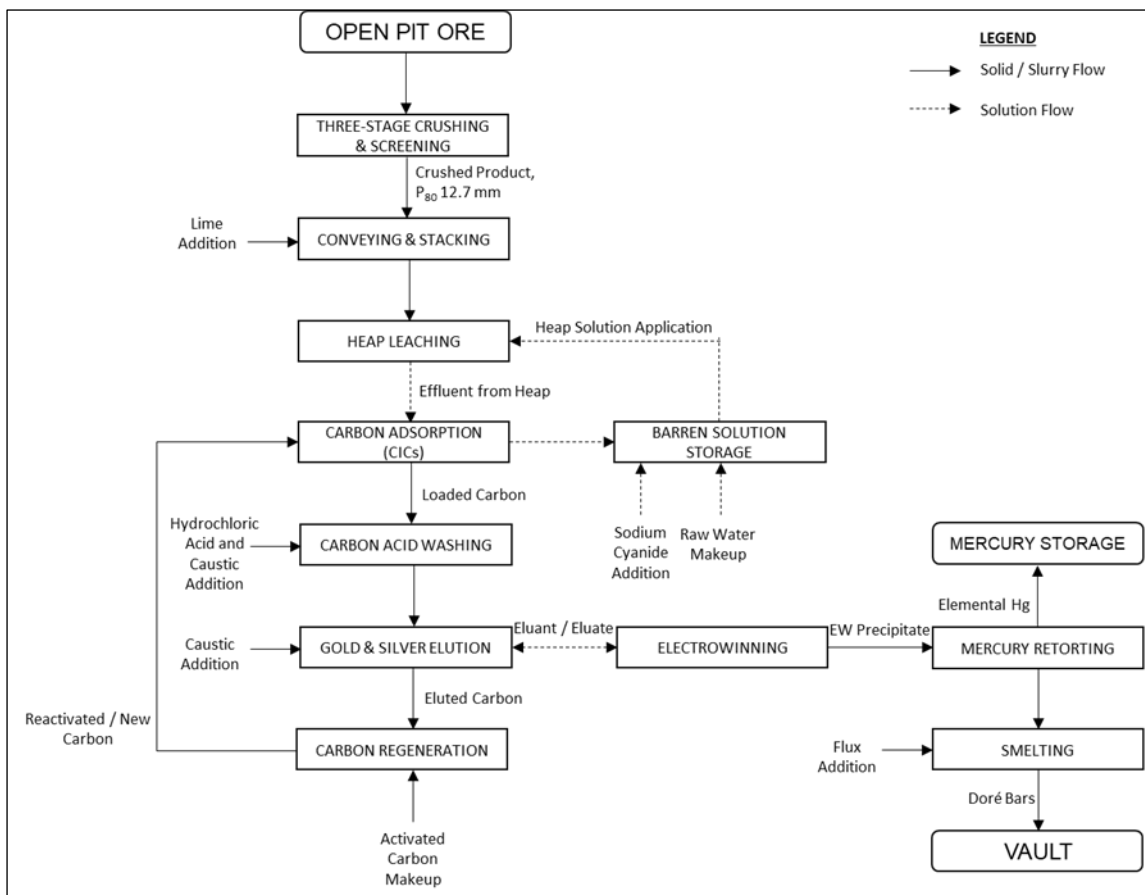 OPEN PIT ORE
LEGEND
Solid / Slurry Flow
Solution Flow
THREE-STAGE CRUSHING
& SCREENING
Crushed Product,
P80 12.7 mm
Lime
Addition
CONVEYING & STACKING
Heap Solution Application
HEAP LEACHING
Effluent from Heap
CARBON ADSORPTION
(CICs)
BARREN SOLUTION
STORAGE
Loaded Carbon
Hydrochloric
Acid and
Caustic
Addition
CARBON ACID WASHING
Sodium
Cyanide
Addition
Raw Water
Makeup
MERCURY STORAGE
Elemental Hg
Caustic
Addition
GOLD & SILVER ELUTION
Eluant / Eluate
ELECTROWINNING
EW Precipitate
MERCURY RETORTING
Eluted Carbon
Reactivated / New
Carbon
CARBON REGENERATION
Flux
Addition
SMELTING
Doré Bars
Activated
Carbon
Makeup
VAULT